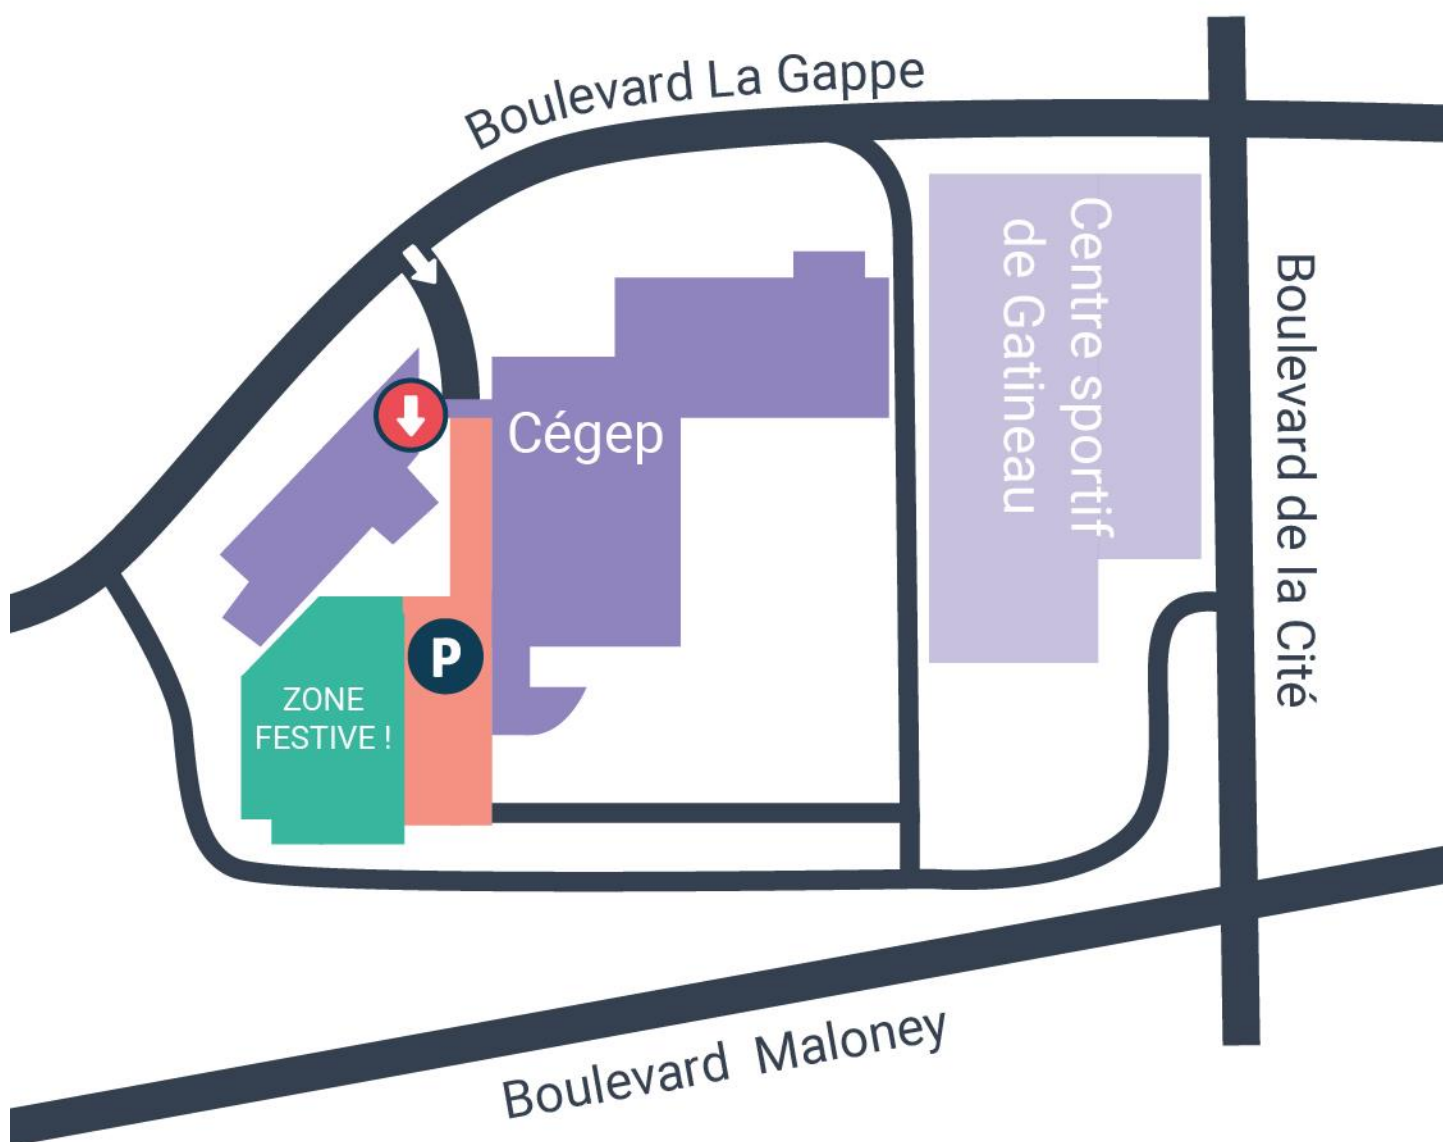 Boulevard La Gappe
Centre sportif
de Gatineau
Boulevard de la Cité
Cégep
P
ZONE
FESTIVE !
Boulevard Maloney